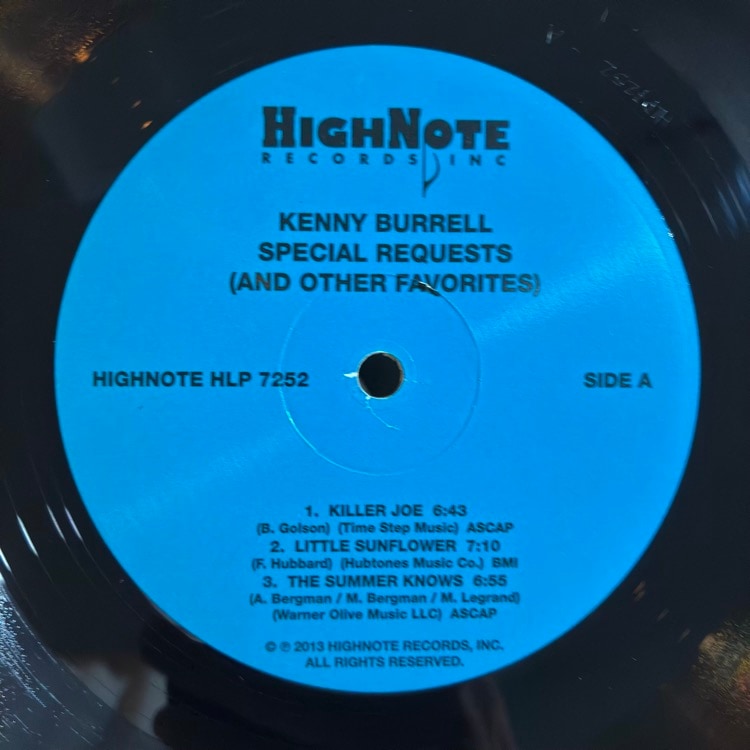 HIGHNOTE
RECORDS, INC
KENNY BURRELL
SPECIAL REQUESTS
(AND OTHER FAVORITES)
HIGHNOTE HLP 7252
SIDE A
1. KILLER JOE 6:43
(B. Golson) (Time Step Music) ASCAP
2. LITTLE SUNFLOWER 7:10
(F. Hubbard) (Hubtones Music Co.) BMI
3. THE SUMMER KNOWS 6:55
(A. Bergman / M. Bergman / M. Legrand)
(Warner Olive Music LLC) ASCAP
© ℗ 2013 HIGHNOTE RECORDS, INC.
ALL RIGHTS RESERVED.